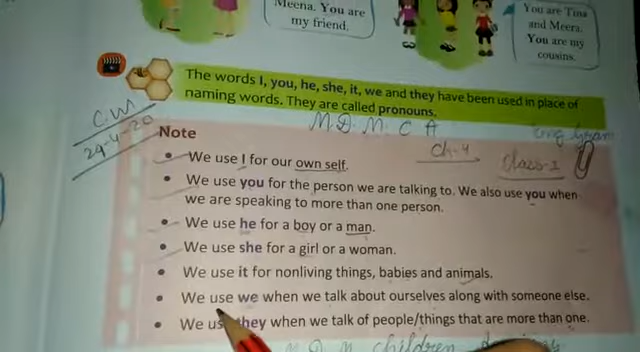 Meena. You are
my friend.
You are Tina
and Meera.
You are my
cousins.
The words I, you, he, she, it, we and they have been used in place of
naming words. They are called pronouns.
C.W
29-4-20
M. D. M. C A
Eng Gram
Ch-4
Class-I
Note
• We use I for our own self.
• We use you for the person we are talking to. We also use you when
we are speaking to more than one person.
• We use he for a boy or a man.
• We use she for a girl or a woman.
• We use it for nonliving things, babies and animals.
• We use we when we talk about ourselves along with someone else.
• We use they when we talk of people/things that are more than one.
children